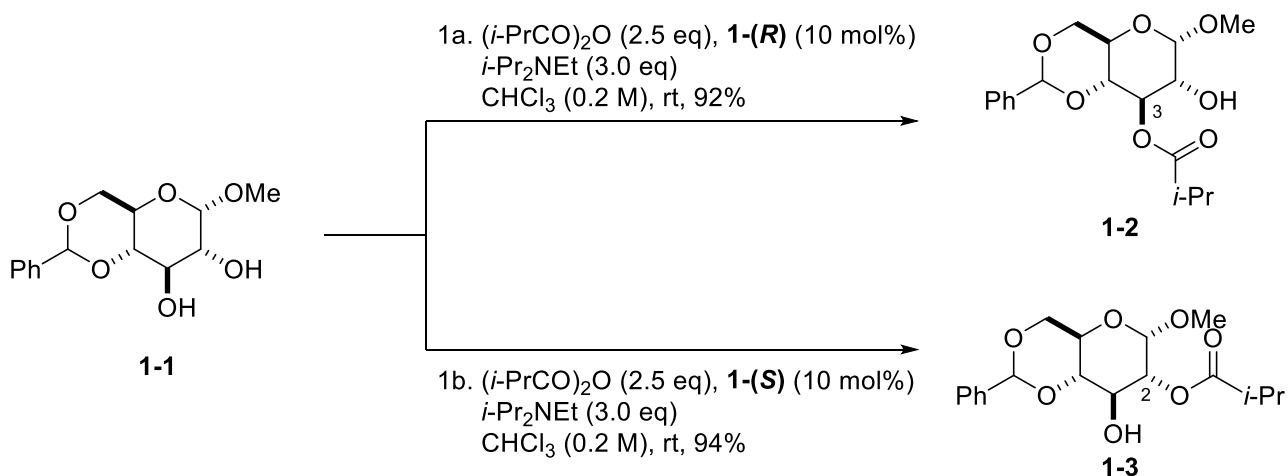 1a. (i-PrCO)2O (2.5 eq), 1-(R) (10 mol%)
i-Pr2NEt (3.0 eq)
CHCl3 (0.2 M), rt, 92%
O
OMe
O
Ph
O
OH
3
O
O
i-Pr
1-2
O
OMe
O
Ph
O
OH
OH
1-1
1b. (i-PrCO)2O (2.5 eq), 1-(S) (10 mol%)
i-Pr2NEt (3.0 eq)
CHCl3 (0.2 M), rt, 94%
O
OMe
O
O
Ph
O
2
O
i-Pr
OH
1-3